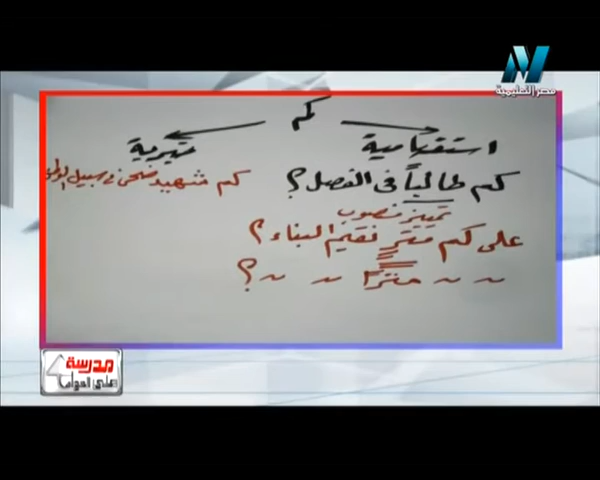 مصر التعليمية
كم
استفهامية
خبرية
كم طالباً في الفصل ؟
كم شهيد ضحى في سبيل الوطن
تمييز منصوب
على كم مترٍ نقيم البناء ؟
~ ~ متراً ~ ~ ؟
مدرسة
على الهواء